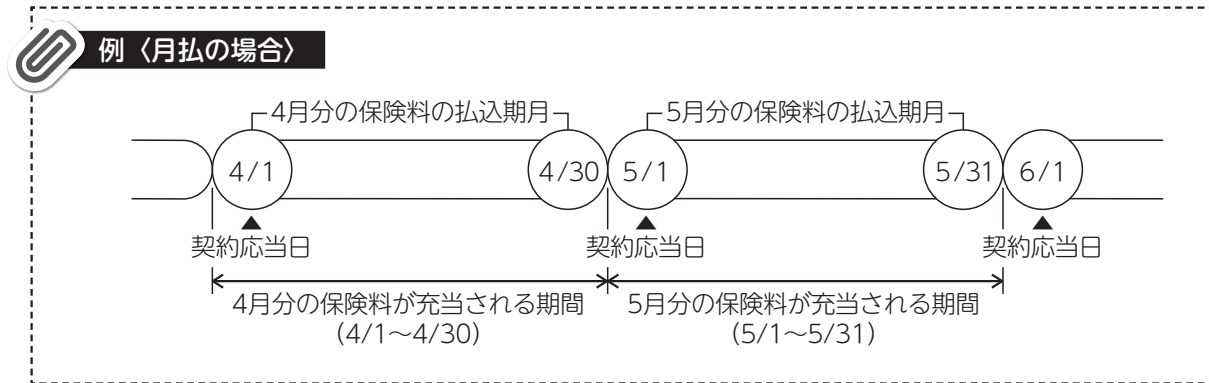 例〈月払の場合〉
4月分の保険料の払込期月
5月分の保険料の払込期月
4/1
4/30
5/1
5/31
6/1
契約応当日
契約応当日
契約応当日
4月分の保険料が充当される期間
(4/1〜4/30)
5月分の保険料が充当される期間
(5/1〜5/31)